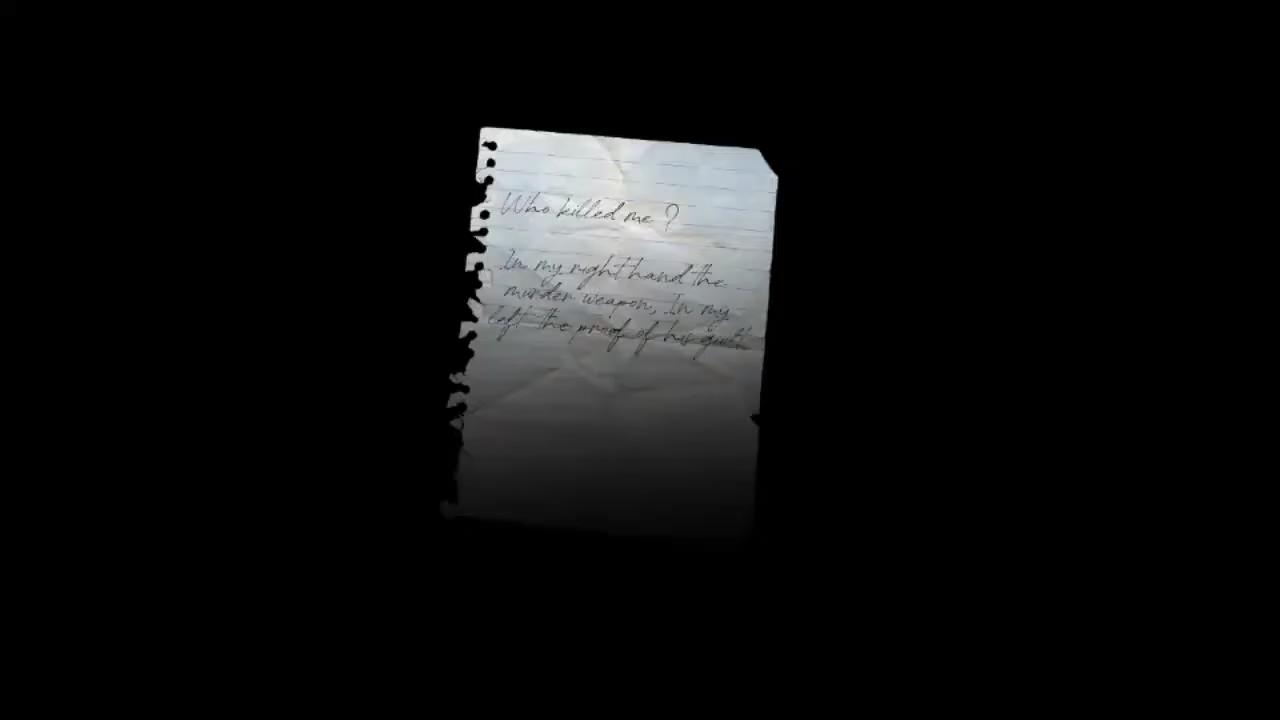 Who killed me?
In my right hand the
murder weapon, In my
left the proof of his guilt